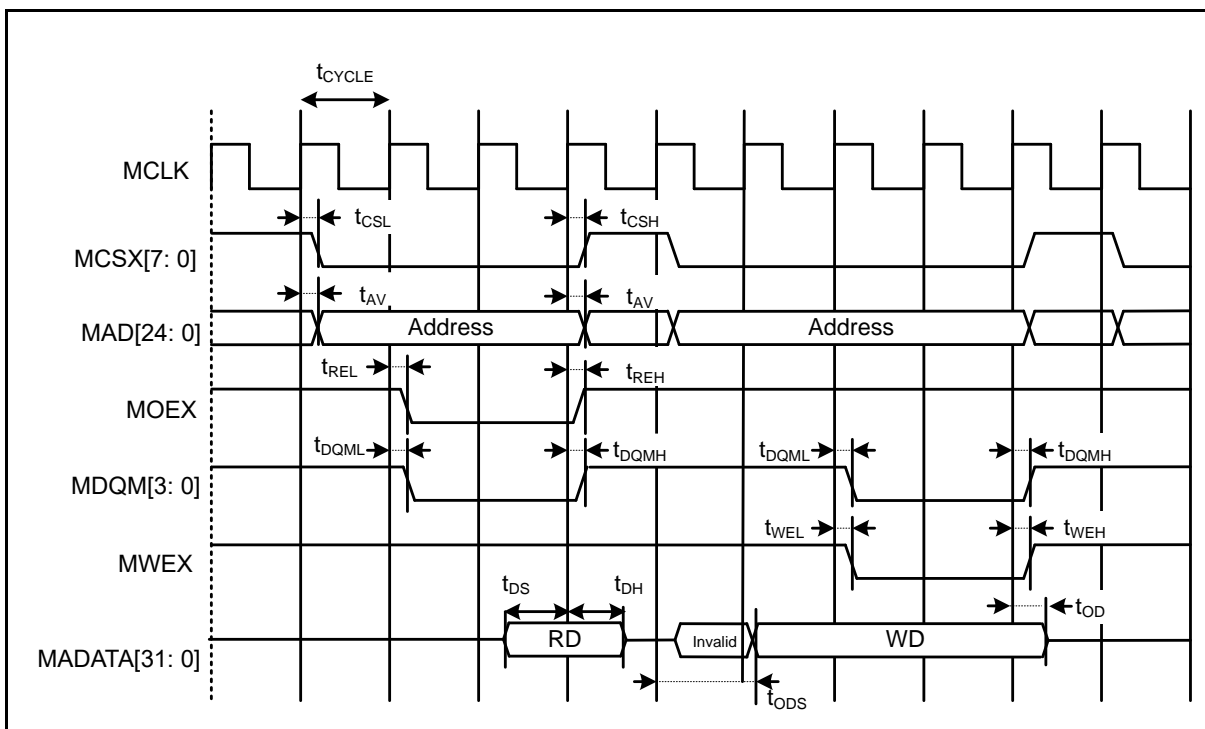 tCYCLE
MCLK
tCSL tCSH
MCSX[7: 0]
tAV tAV
MAD[24: 0] Address Address
tREL tREH
MOEX
tDQML tDQMH tDQML tDQMH
MDQM[3: 0]
tWEL tWEH
MWEX
tDS tDH tOD
MADATA[31: 0] RD Invalid WD
tODS